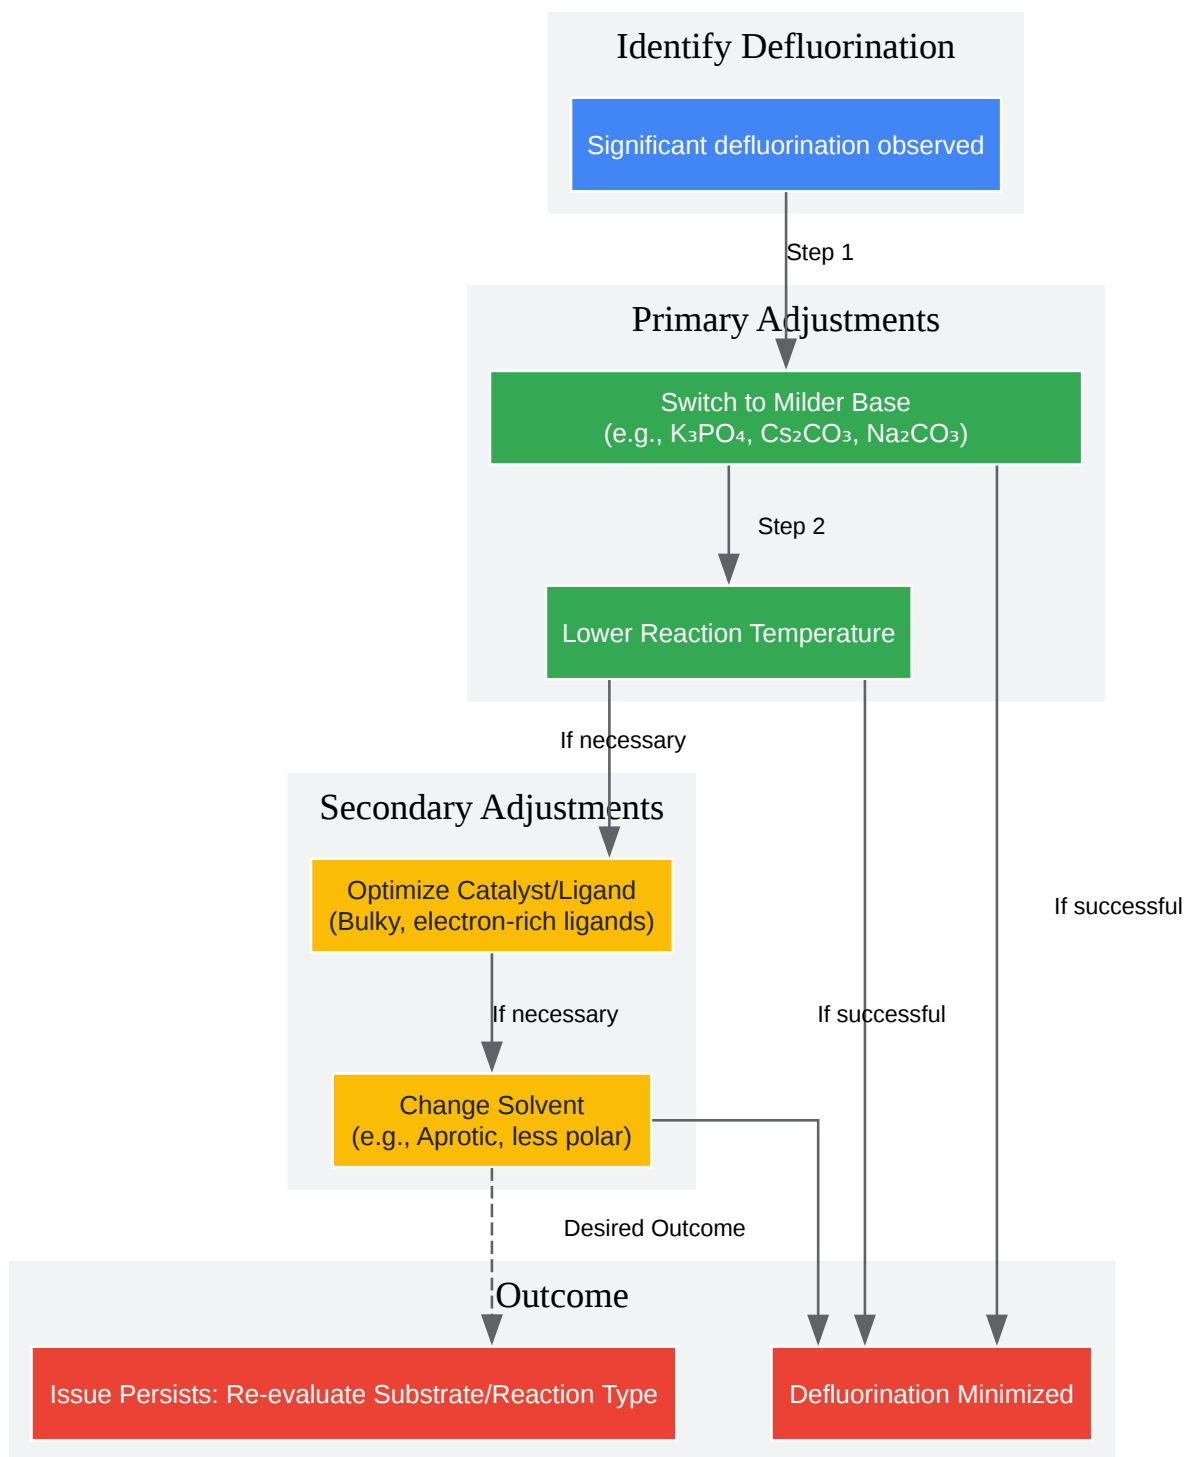 Identify Defluorination
Significant defluorination observed
Step 1
Primary Adjustments
Switch to Milder Base
(e.g., K₃PO₄, Cs₂CO₃, Na₂CO₃)
Step 2
Lower Reaction Temperature
If necessary
Secondary Adjustments
Optimize Catalyst/Ligand
(Bulky, electron-rich ligands)
If successful
If necessary
If successful
Change Solvent
(e.g., Aprotic, less polar)
Desired Outcome
Outcome
Issue Persists: Re-evaluate Substrate/Reaction Type
Defluorination Minimized